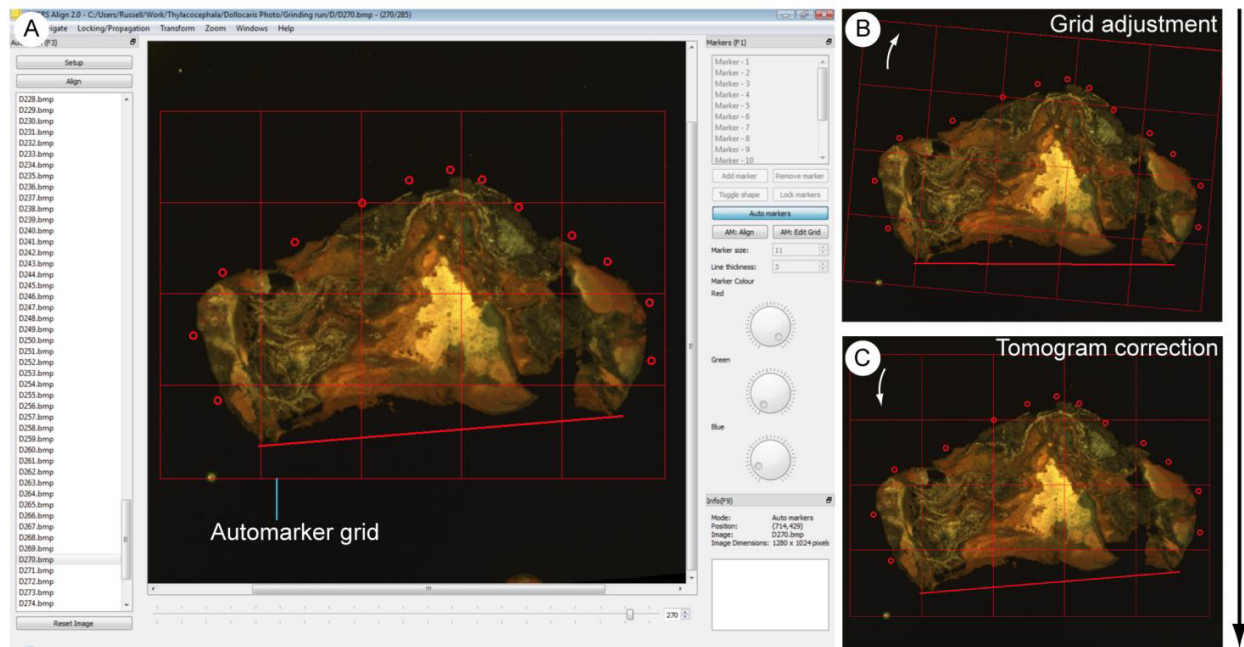 A
RS Align 2.0 - C:/Users/Russell/Work/Thylacocephala/Dollocaris Photo/Grinding run/D/D270.bmp - (270/285)
Locking/Propagation Transform Zoom Windows Help
(F3)
Setup
Align
D228.bmp
D229.bmp
D230.bmp
D231.bmp
D232.bmp
D233.bmp
D234.bmp
D235.bmp
D236.bmp
D237.bmp
D238.bmp
D239.bmp
D240.bmp
D241.bmp
D242.bmp
D243.bmp
D244.bmp
D245.bmp
D246.bmp
D247.bmp
D248.bmp
D249.bmp
D250.bmp
D251.bmp
D252.bmp
D253.bmp
D254.bmp
D255.bmp
D256.bmp
D257.bmp
D258.bmp
D259.bmp
D260.bmp
D261.bmp
D262.bmp
D263.bmp
D264.bmp
D265.bmp
D266.bmp
D267.bmp
D268.bmp
D269.bmp
D270.bmp
D271.bmp
D272.bmp
D273.bmp
D274.bmp
Reset Image
Automarker grid
270
Markers (F1)
Marker - 1
Marker - 2
Marker - 3
Marker - 4
Marker - 5
Marker - 6
Marker - 7
Marker - 8
Marker - 9
Marker - 10
Add marker Remove marker
Toggle shape Lock markers
Auto markers
AM: Align AM: Edit Grid
Marker size: 11
Line thickness: 3
Marker Colour
Red
Green
Blue
Info(F9)
Mode: Auto markers
Position: (714,429)
Image: D270.bmp
Image Dimensions: 1280 x 1024 pixels
B
Grid adjustment
C
Tomogram correction